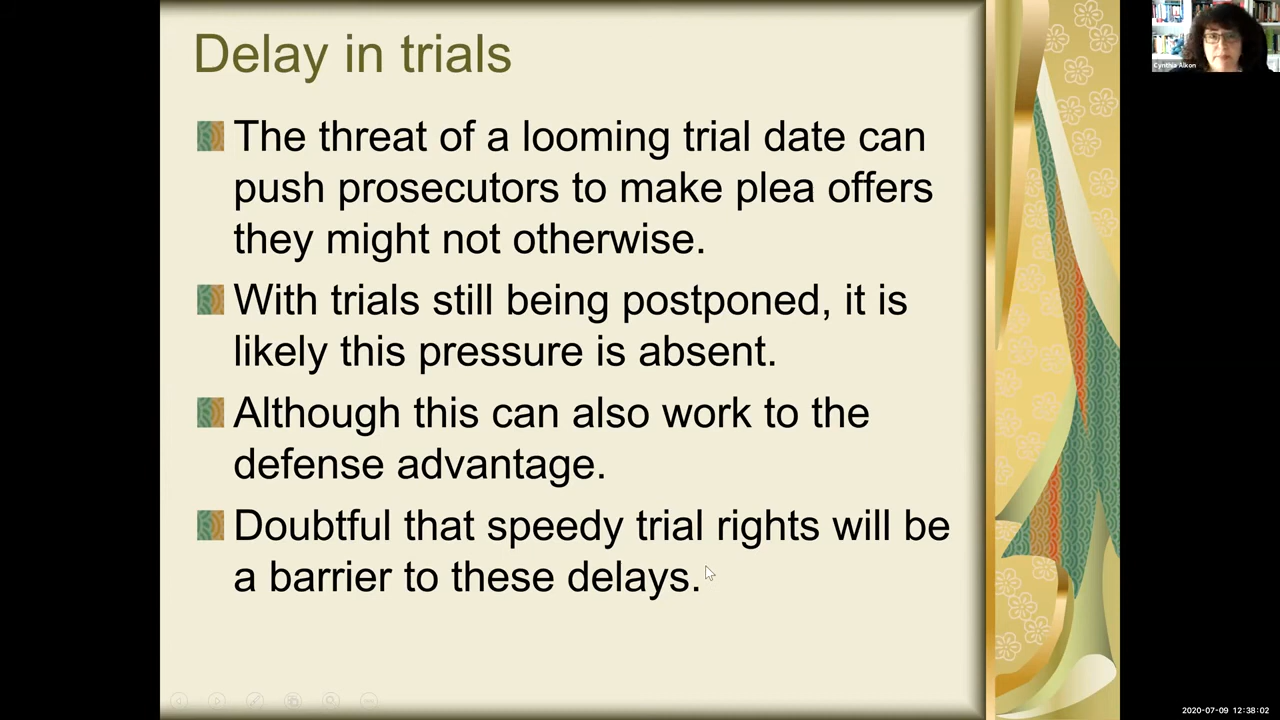 Delay in trials
The threat of a looming trial date can
push prosecutors to make plea offers
they might not otherwise.
With trials still being postponed, it is
likely this pressure is absent.
Although this can also work to the
defense advantage.
Doubtful that speedy trial rights will be
a barrier to these delays.
Cynthia Alkon
2020-07-09 12:38:02